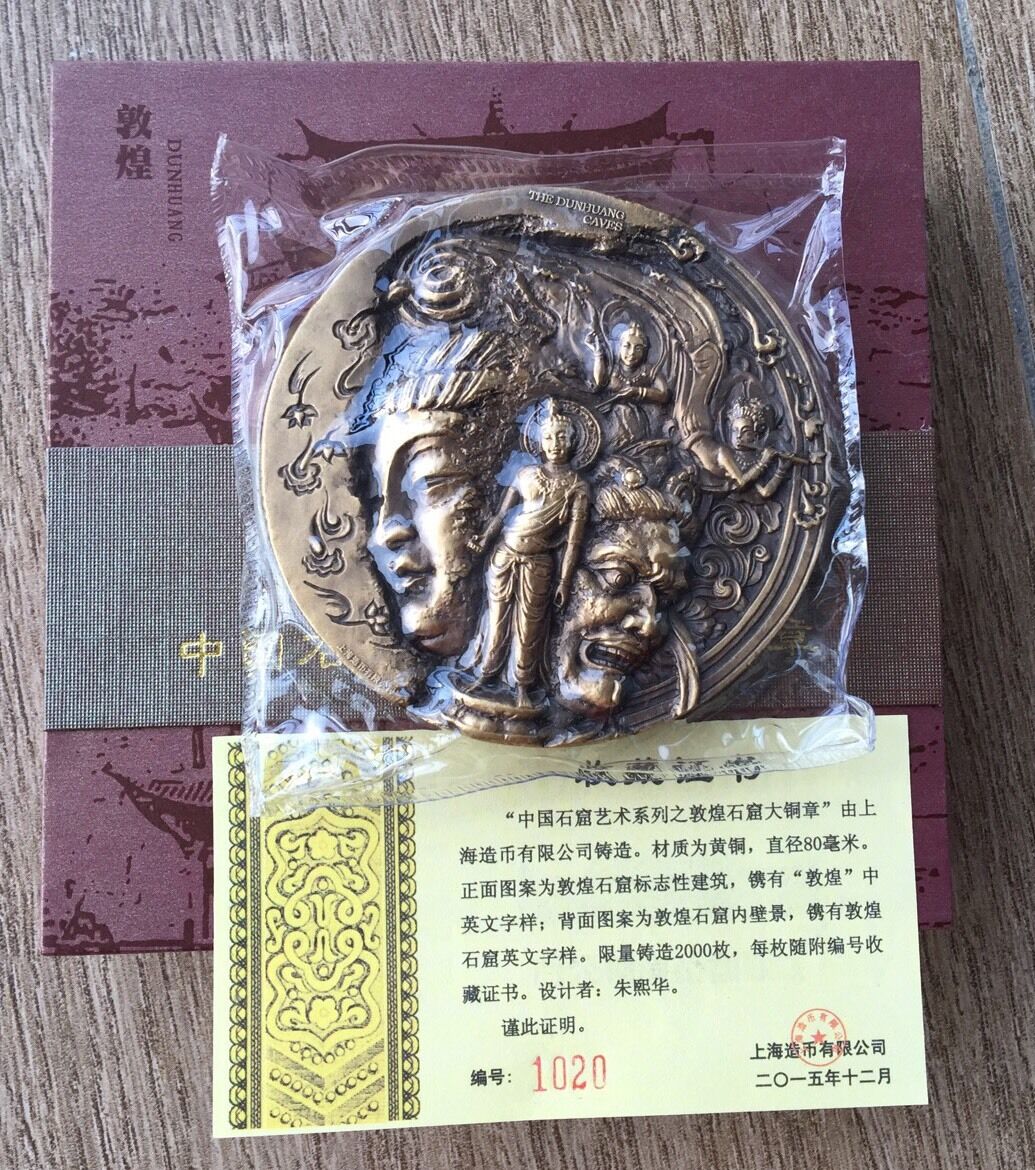 敦煌
DUNHUANG
THE DUNHUANG
CAVES
中国石
章
收藏证书
“中国石窟艺术系列之敦煌石窟大铜章”由上
海造币有限公司铸造。材质为黄铜，直径80毫米。
正面图案为敦煌石窟标志性建筑，镌有“敦煌”中
英文字样；背面图案为敦煌石窟内壁景，镌有敦煌
石窟英文字样。限量铸造2000枚，每枚随附编号收
藏证书。设计者：朱熙华。
谨此证明。
编号：1020
上海造币有限公司
二〇一五年十二月